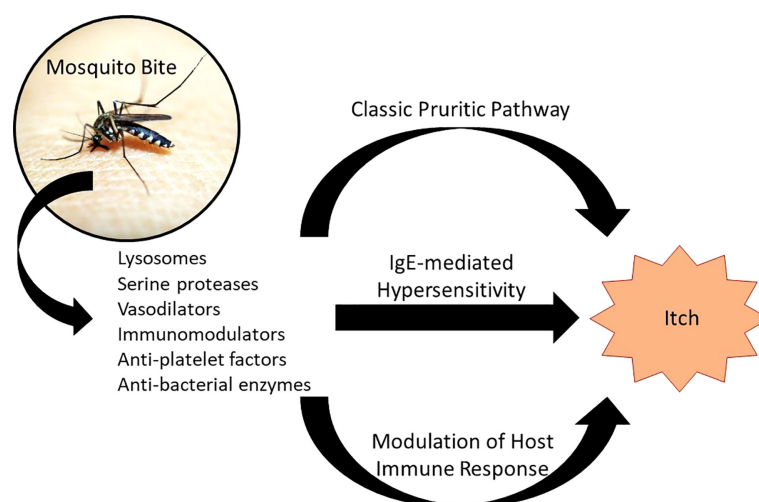 Mosquito Bite
Classic Pruritic Pathway
Lysosomes
Serine proteases
Vasodilators
Immunomodulators
Anti-platelet factors
Anti-bacterial enzymes
IgE-mediated
Hypersensitivity
Itch
Modulation of Host
Immune Response